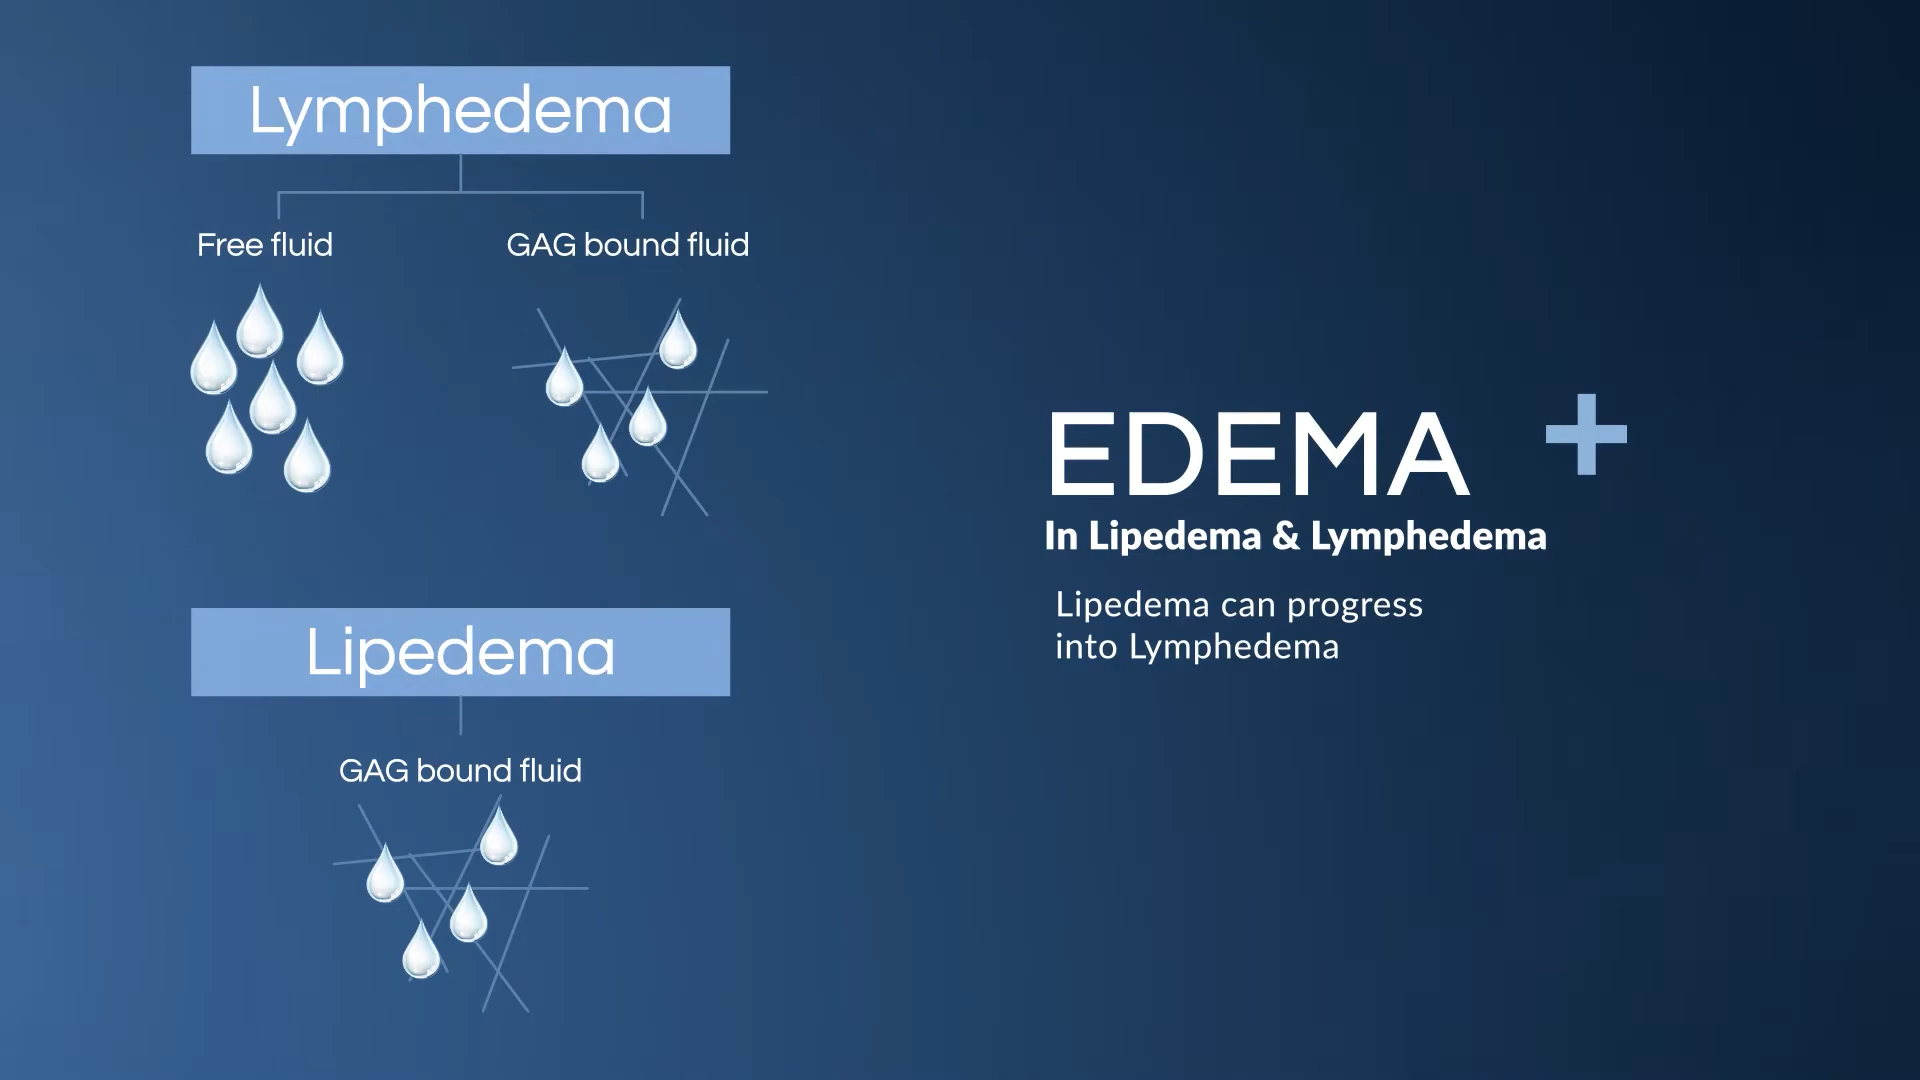 Lymphedema
Free fluid
GAG bound fluid
Lipedema
GAG bound fluid
EDEMA
In Lipedema & Lymphedema
Lipedema can progress
into Lymphedema